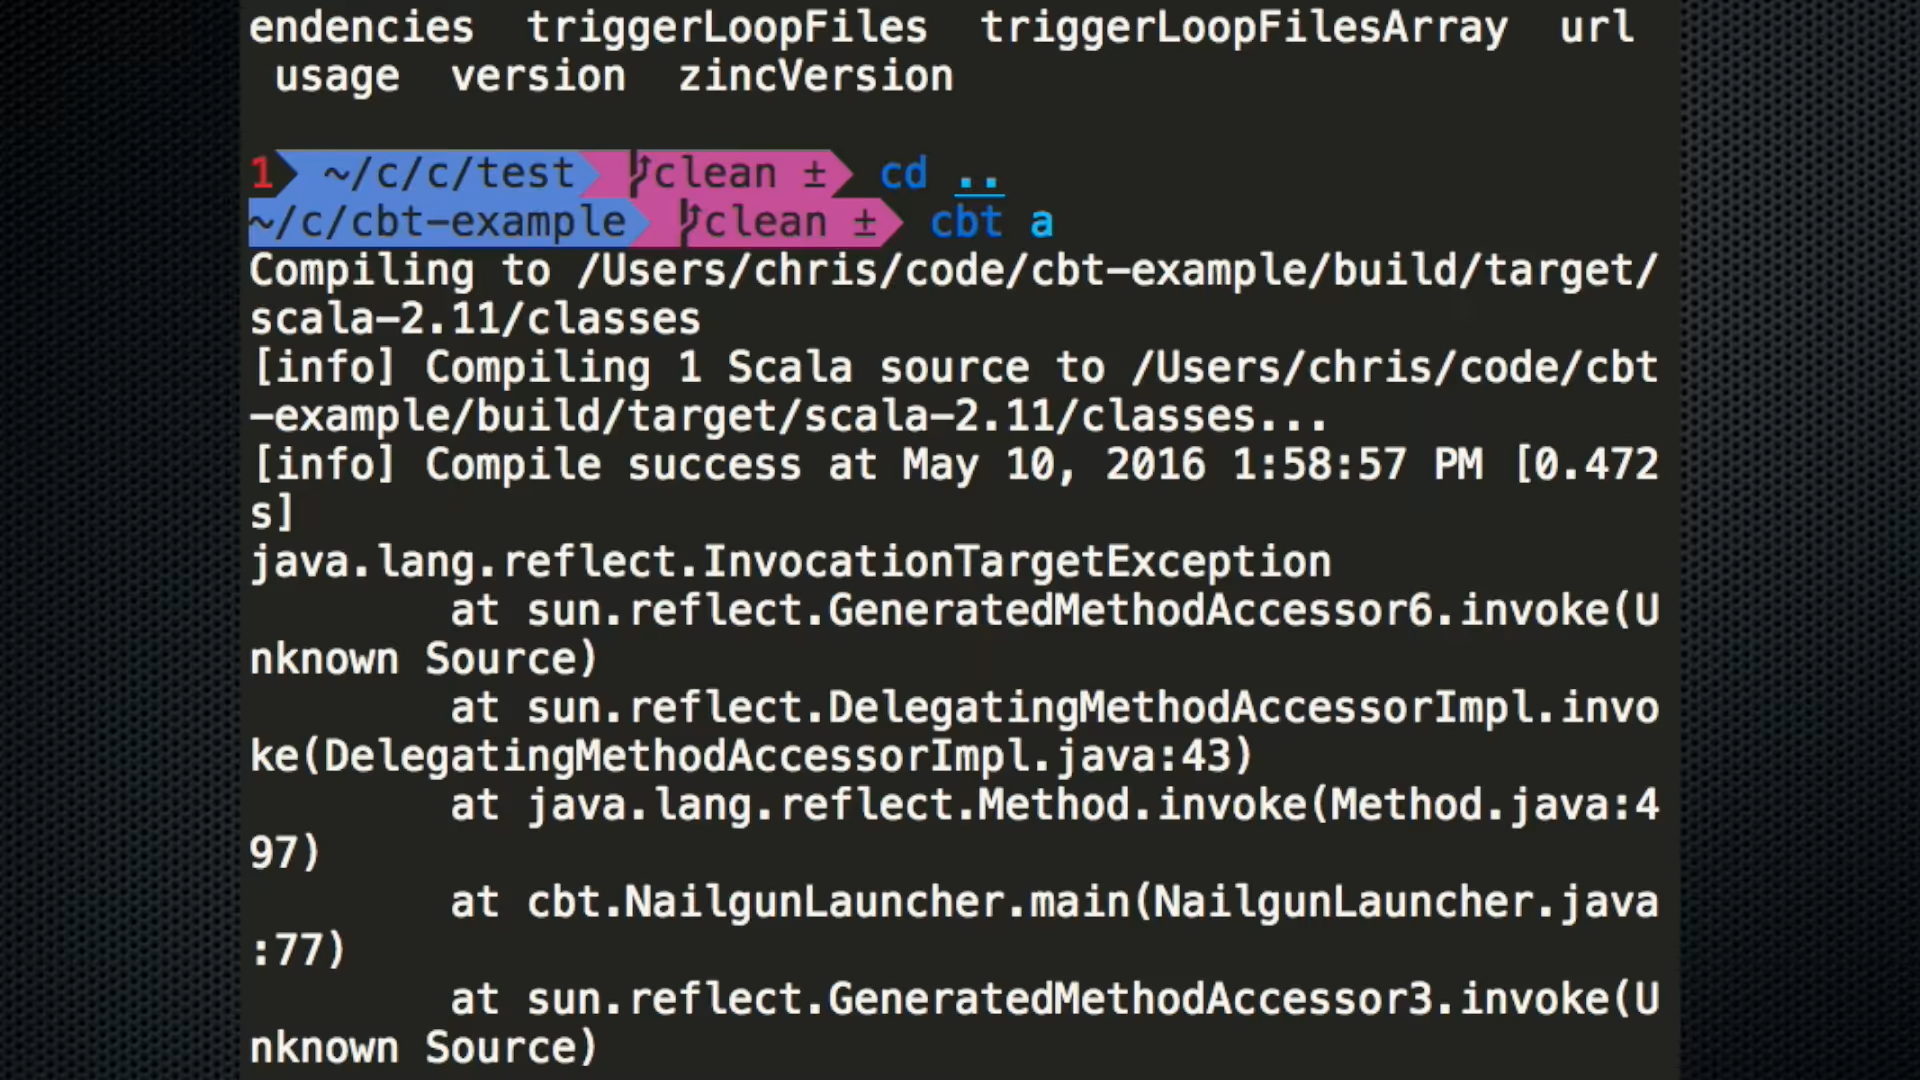 endencies  triggerLoopFiles  triggerLoopFilesArray  url
 usage  version  zincVersion
1 ~/c/c/test clean ± cd ..
~/c/cbt-example clean ± cbt a
Compiling to /Users/chris/code/cbt-example/build/target/
scala-2.11/classes
[info] Compiling 1 Scala source to /Users/chris/code/cbt
-example/build/target/scala-2.11/classes...
[info] Compile success at May 10, 2016 1:58:57 PM [0.472
s]
java.lang.reflect.InvocationTargetException
        at sun.reflect.GeneratedMethodAccessor6.invoke(U
nknown Source)
        at sun.reflect.DelegatingMethodAccessorImpl.invo
ke(DelegatingMethodAccessorImpl.java:43)
        at java.lang.reflect.Method.invoke(Method.java:4
97)
        at cbt.NailgunLauncher.main(NailgunLauncher.java
:77)
        at sun.reflect.GeneratedMethodAccessor3.invoke(U
nknown Source)